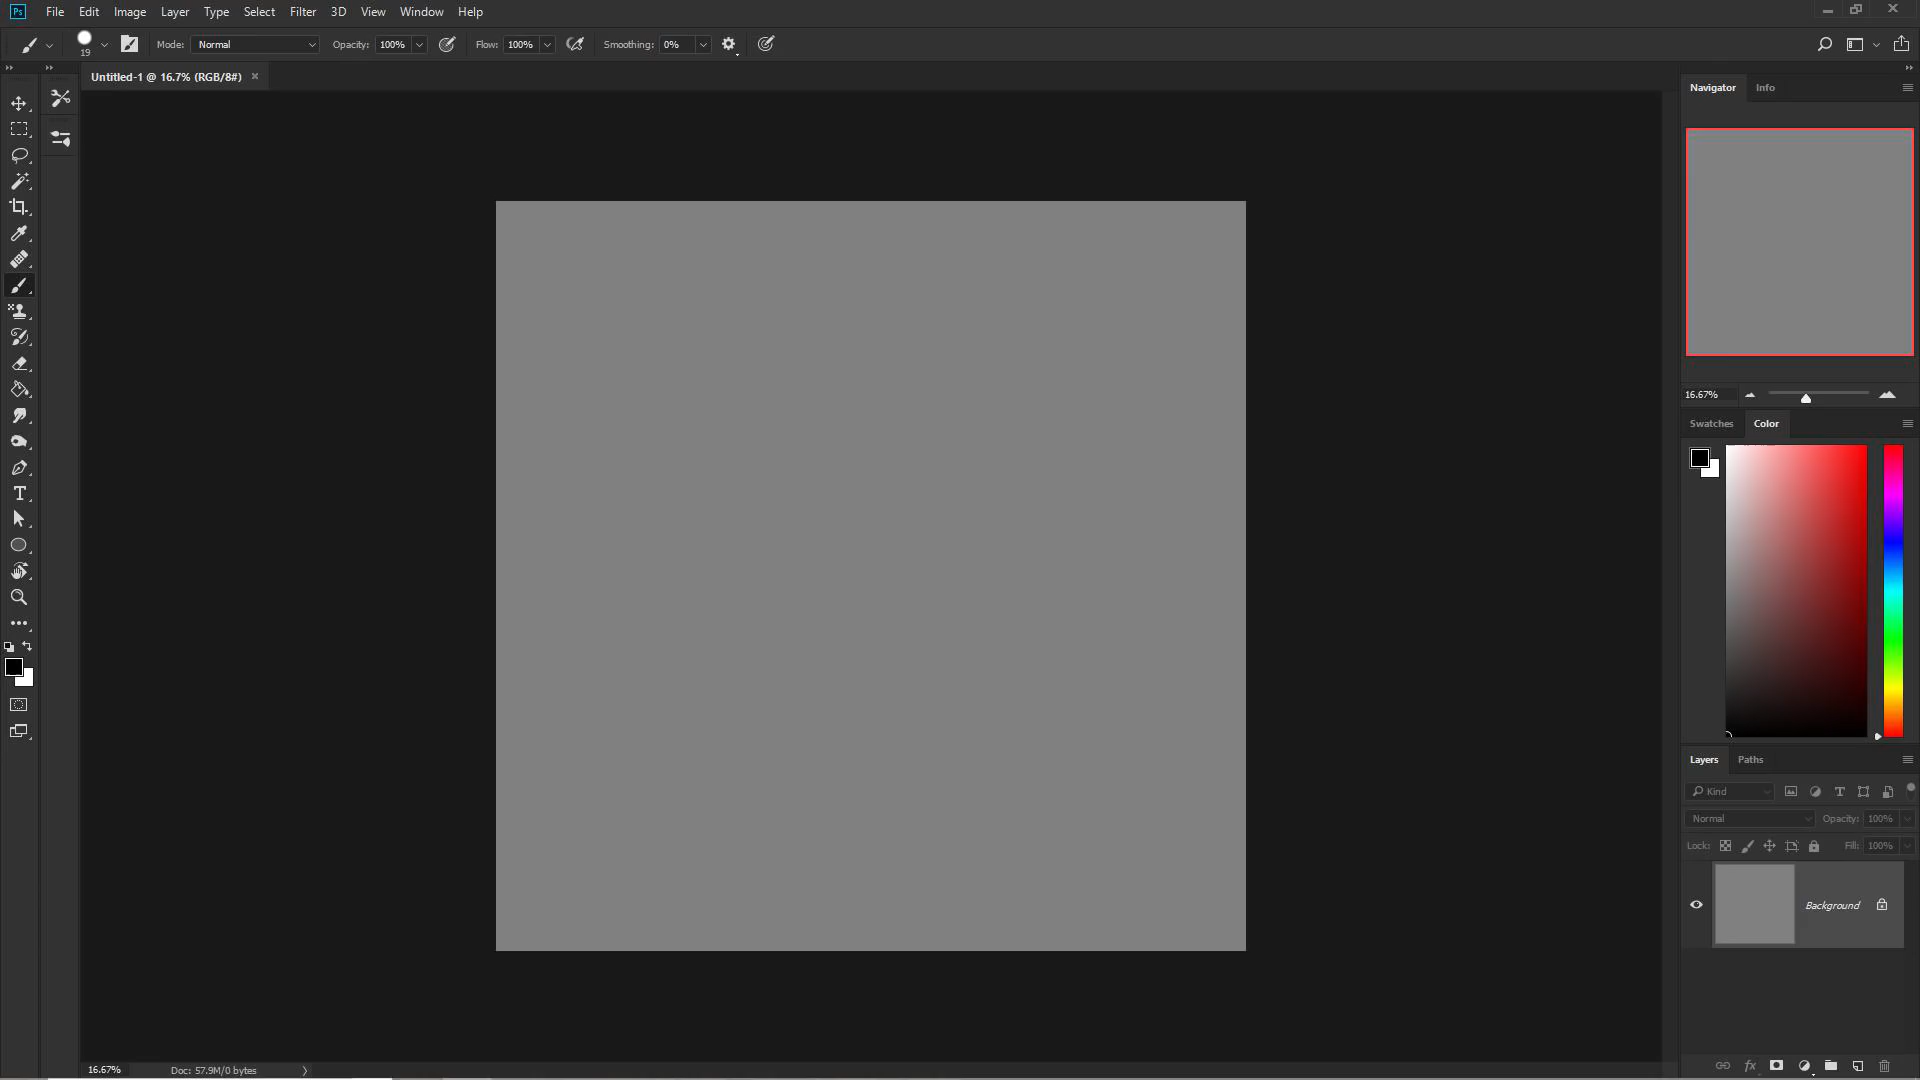 Ps File Edit Image Layer Type Select Filter 3D View Window Help
19 Mode: Normal Opacity: 100% Flow: 100% Smoothing: 0%
Untitled-1 @ 16.7% (RGB/8#)
Navigator Info
16.67%
Swatches Color
Layers Paths
Kind
Normal Opacity: 100%
Lock: Fill: 100%
Background
fx
16.67% Doc: 57.9M/0 bytes